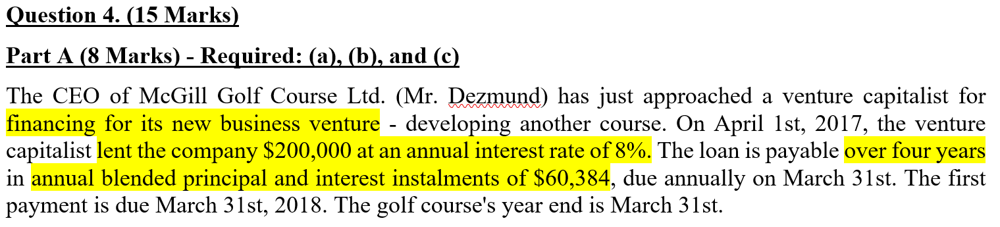 Question 4. (15 Marks)
Part A (8 Marks) - Required: (a), (b), and (c)
The CEO of McGill Golf Course Ltd. (Mr. Dezmund) has just approached a venture capitalist for
financing for its new business venture - developing another course. On April 1st, 2017, the venture
capitalist lent the company $200,000 at an annual interest rate of 8%. The loan is payable over four years
in annual blended principal and interest instalments of $60,384, due annually on March 31st. The first
payment is due March 31st, 2018. The golf course's year end is March 31st.